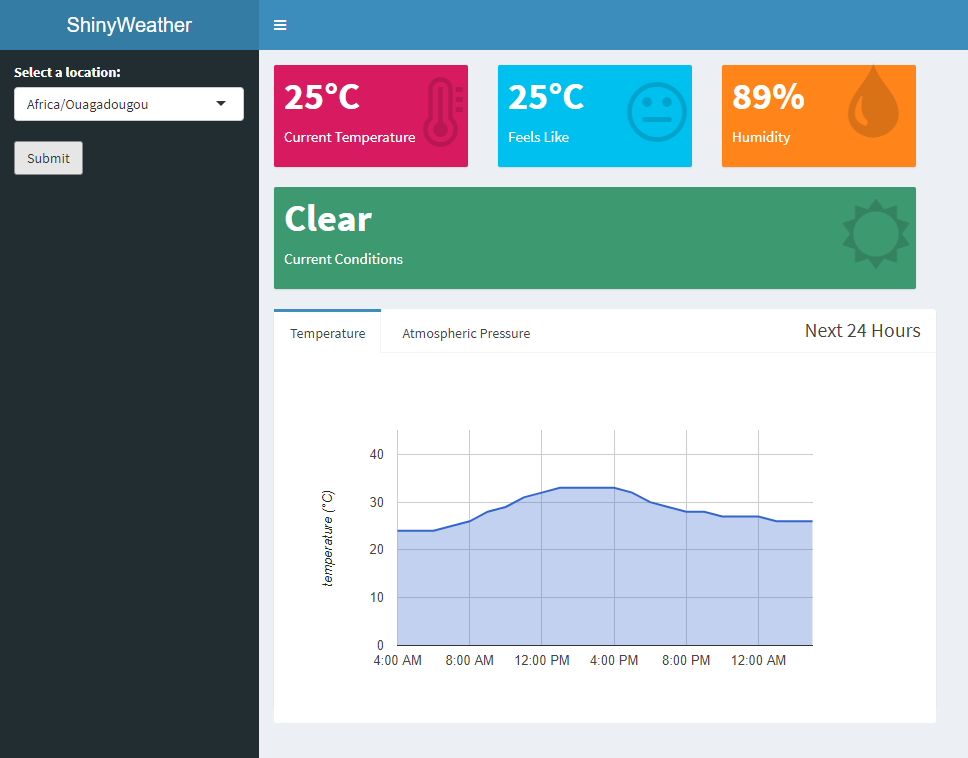 ShinyWeather
Select a location:
Africa/Ouagadougou
Submit
25°C
Current Temperature
25°C
Feels Like
89%
Humidity
Clear
Current Conditions
Temperature
Atmospheric Pressure
Next 24 Hours
temperature (°C)
40
30
20
10
0
4:00 AM
8:00 AM
12:00 PM
4:00 PM
8:00 PM
12:00 AM